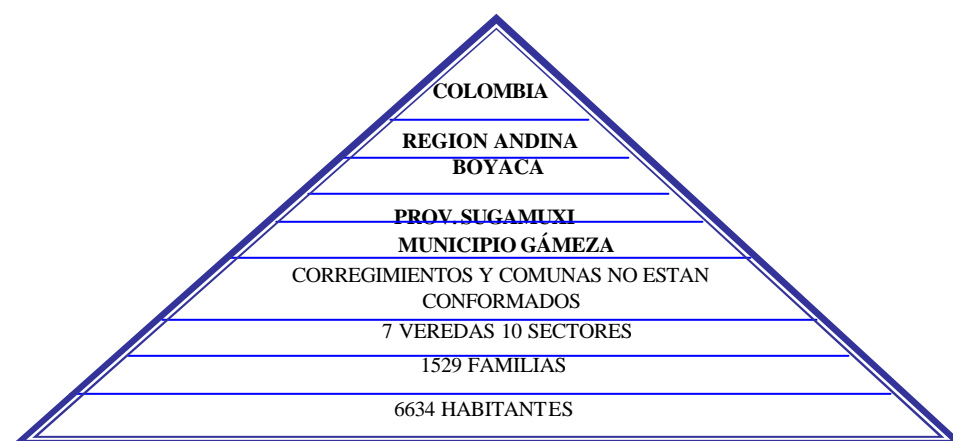 COLOMBIA
REGION ANDINA
BOYACA
PROV. SUGAMUXI
MUNICIPIO GÁMEZA
CORREGIMIENTOS Y COMUNAS NO ESTAN
CONFORMADOS
7 VEREDAS 10 SECTORES
1529 FAMILIAS
6634 HABITANTES